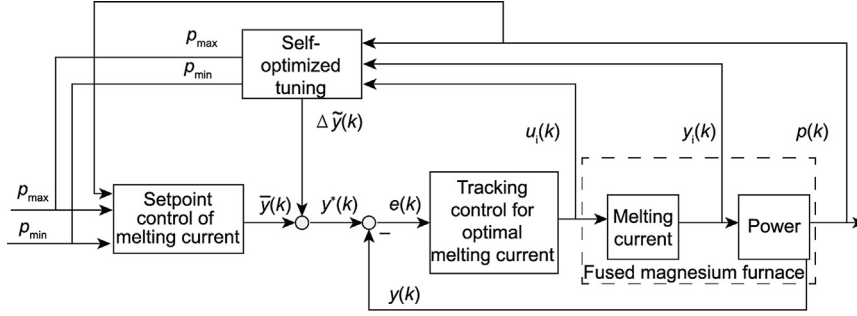 p_max
p_min
Self-
optimized
tuning
Δ ỹ(k)
u_i(k)
y_i(k)
p(k)
p_max
p_min
Setpoint
control of
melting current
ȳ(k)
y*(k)
e(k)
−
Tracking
control for
optimal
melting current
Melting
current
Power
Fused magnesium furnace
y(k)